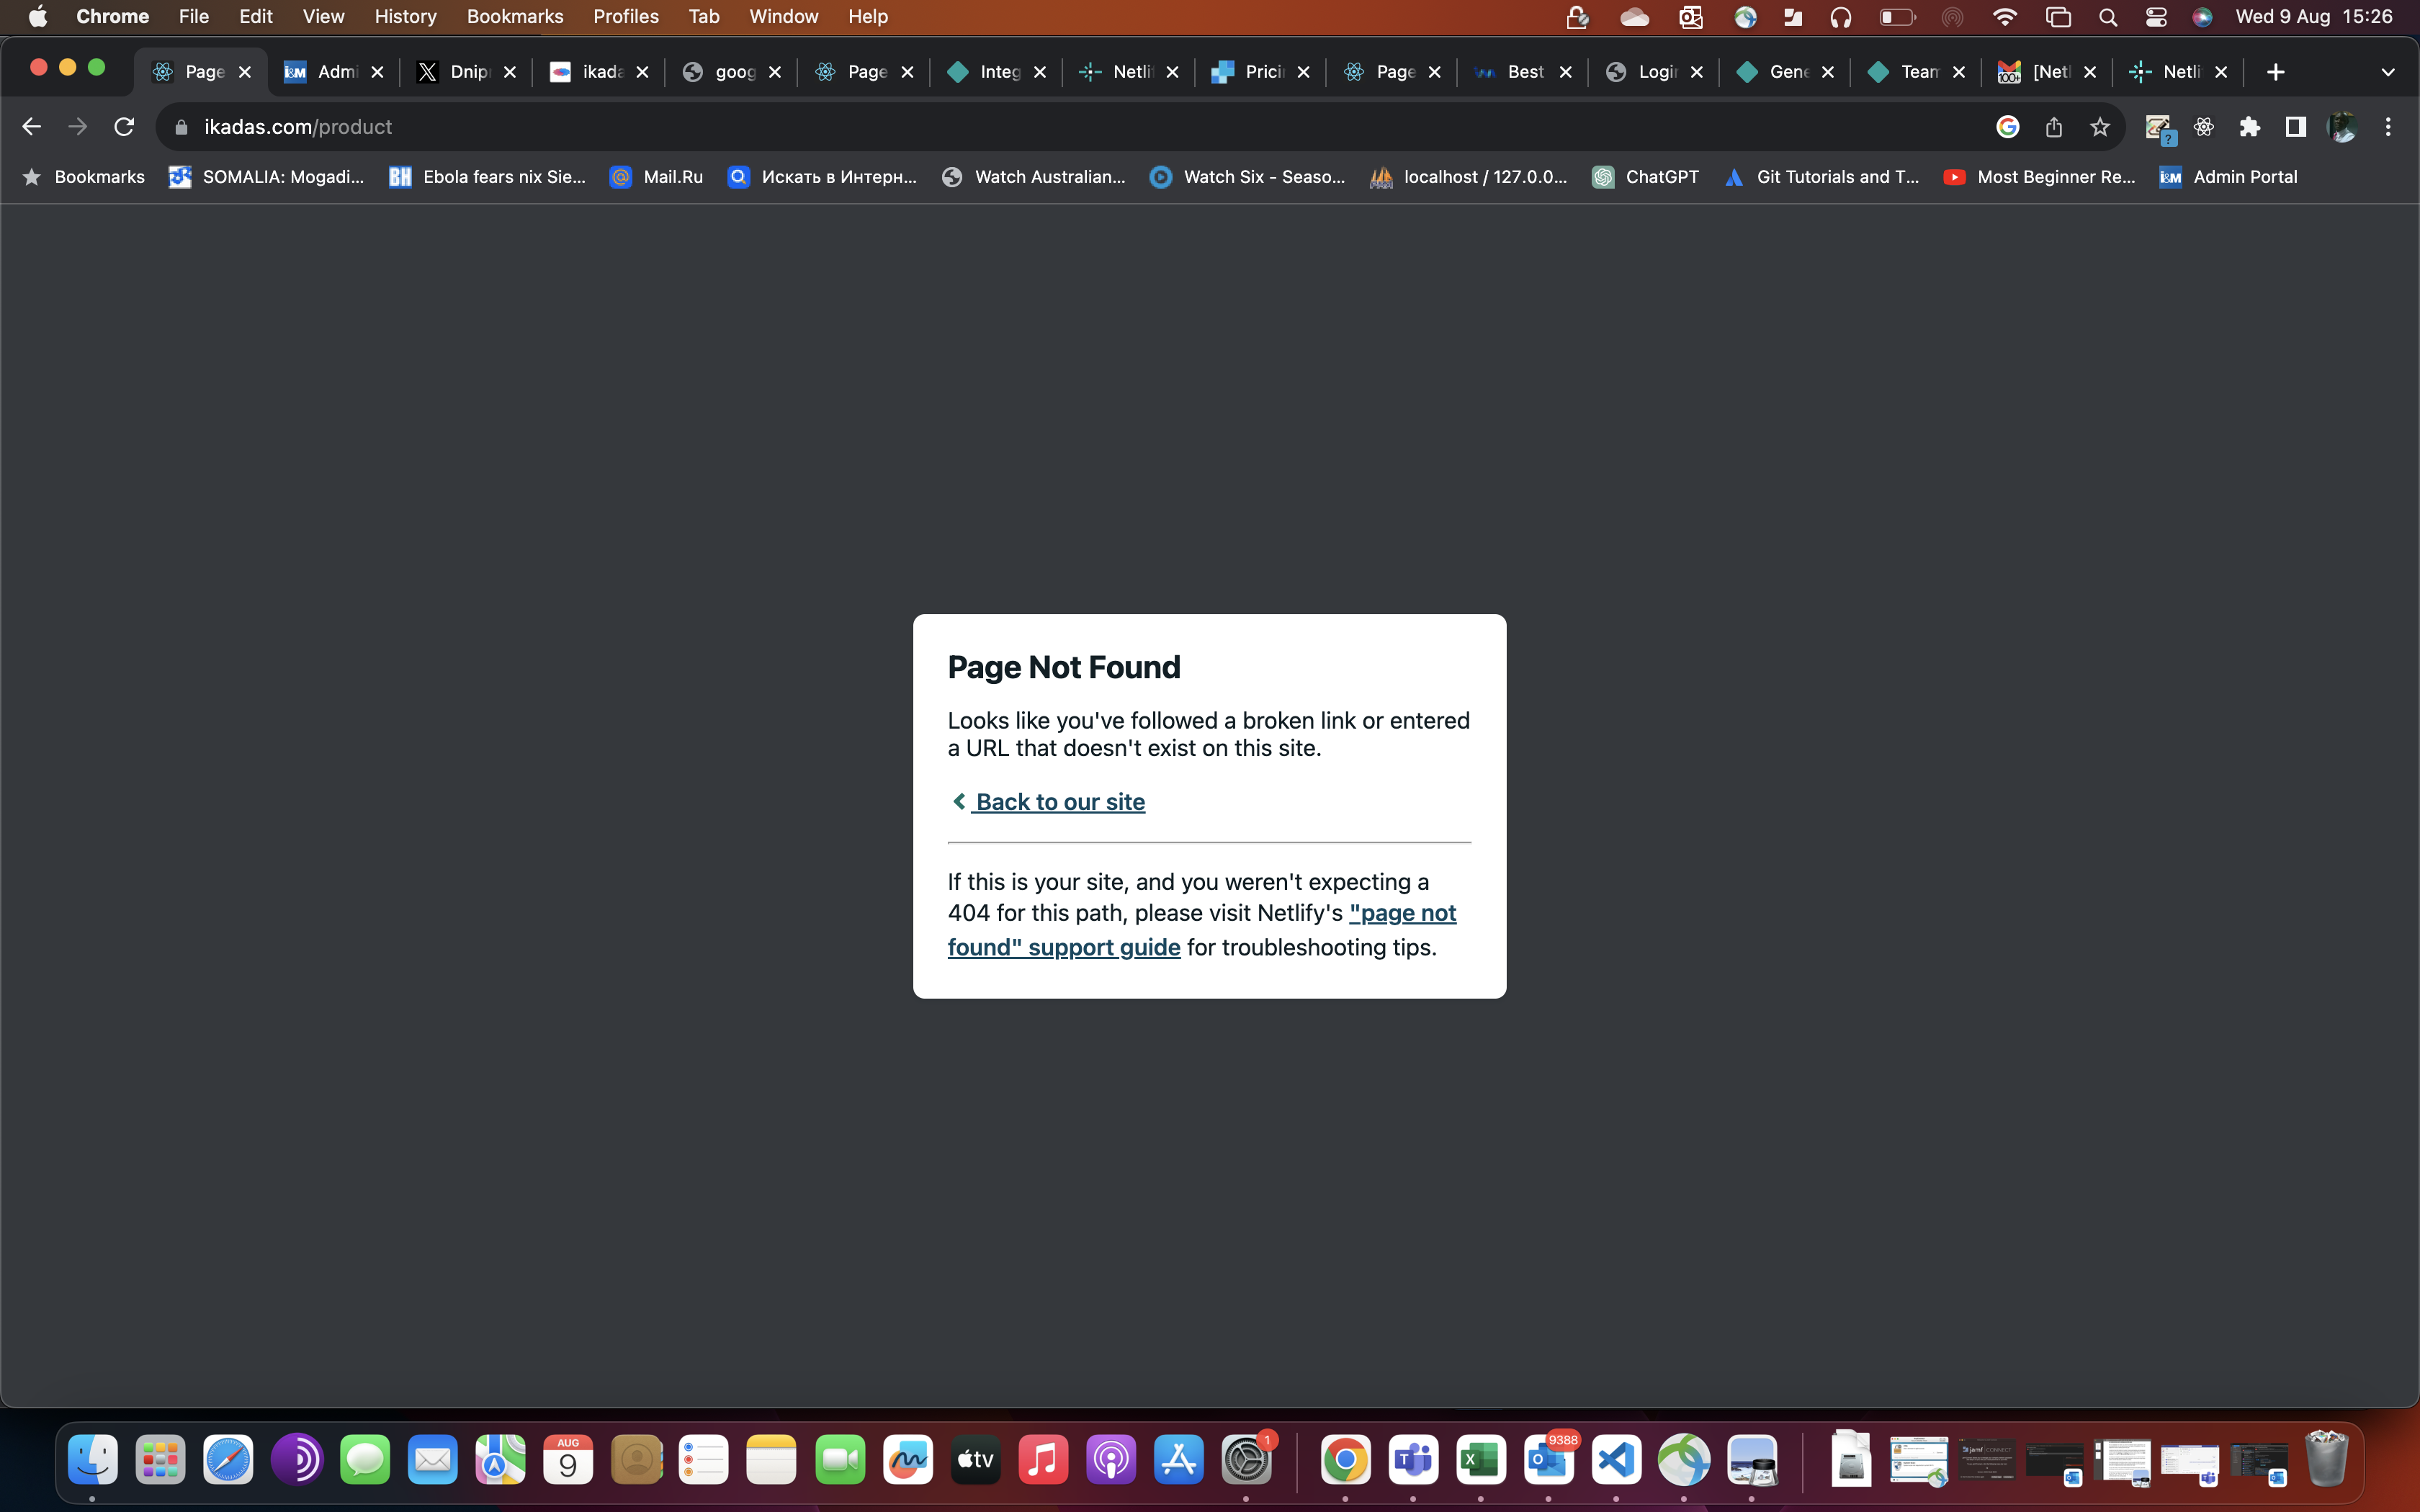 Chrome File Edit View History Bookmarks Profiles Tab Window Help Wed 9 Aug 15:26
Page Admi Dnip ikada goog Page Integ Netli Prici Page Best Login Gene Team [Netl Netli
ikadas.com/product
Bookmarks SOMALIA: Mogadi... BH Ebola fears nix Sie... Mail.Ru Искать в Интерн... Watch Australian... Watch Six - Seaso... localhost / 127.0.0... ChatGPT Git Tutorials and T... Most Beginner Re... I&M Admin Portal
Page Not Found
Looks like you've followed a broken link or entered
a URL that doesn't exist on this site.
Back to our site
If this is your site, and you weren't expecting a
404 for this path, please visit Netlify's "page not
found" support guide for troubleshooting tips.
AUG
9
tv
1
9388